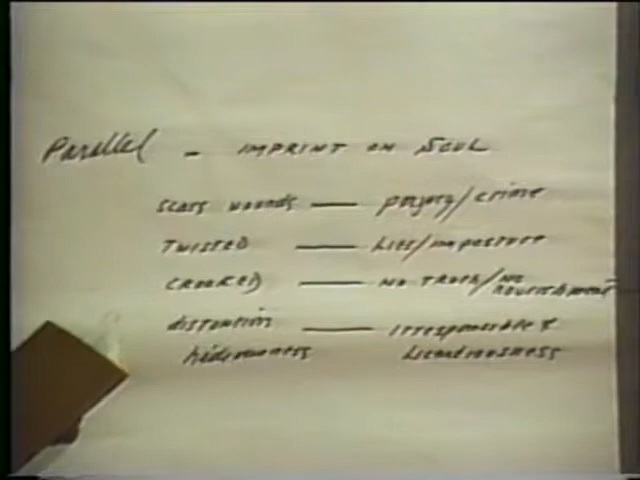 Parallel - IMPRINT ON SOUL
SCARS WOUNDS — perjury/crime
TWISTED — Lies/imposture
CROOKED — NO TRUTH/NO nourishment
distortion — irresponsible &
hideousness licentiousness